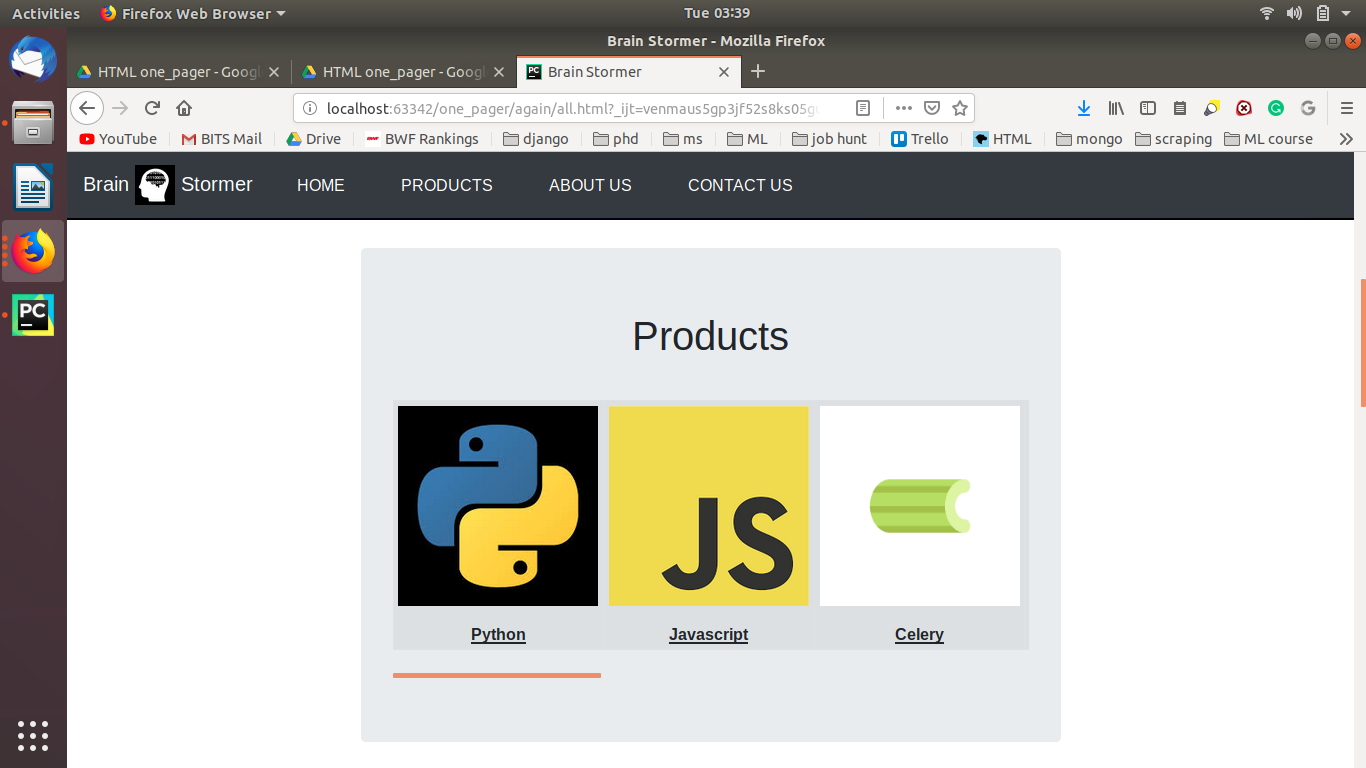 Activities Firefox Web Browser Tue 03:39
Brain Stormer - Mozilla Firefox
HTML one_pager - Googl HTML one_pager - Googl PC Brain Stormer
localhost:63342/one_pager/again/all.html?_ijt=venmaus5gp3jf52s8ks05g
YouTube BITS Mail Drive BWF Rankings django phd ms ML job hunt Trello HTML mongo scraping ML course
Brain Stormer HOME PRODUCTS ABOUT US CONTACT US
PC
Products
JS
Python Javascript Celery